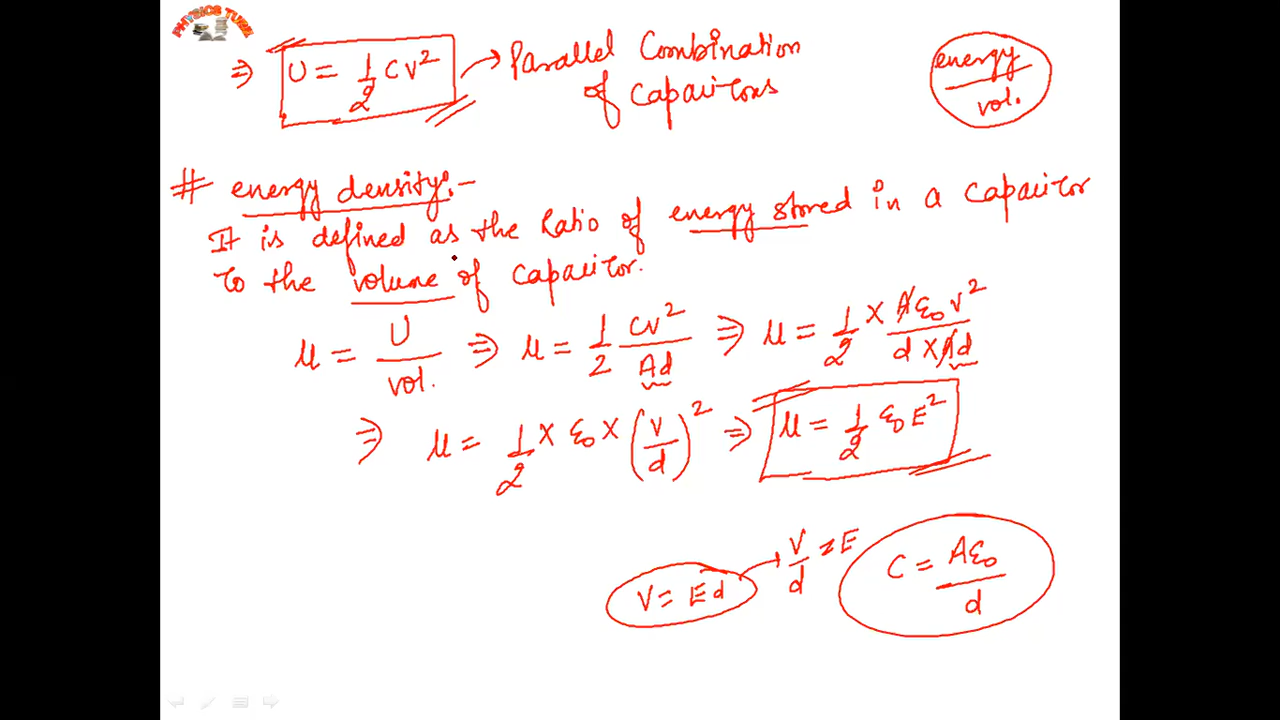 PHYSICS TUBE
⇒ U = 1/2 CV² → Parallel Combination of Capacitors
energy/vol.
# energy density:-
It is defined as the Ratio of energy stored in a capacitor
to the volume of capacitor.
u = U/vol. ⇒ u = 1/2 CV²/Ad ⇒ u = 1/2 × Aε₀V²/d×Ad
⇒ u = 1/2 × ε₀ × (V/d)² ⇒ u = 1/2 ε₀E²
V = Ed → V/d = E
C = Aε₀/d